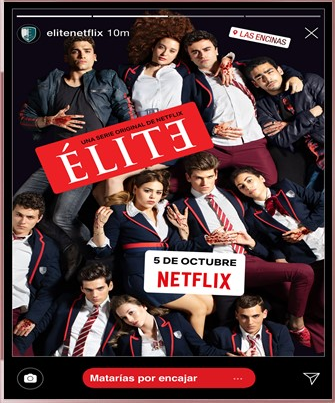 elitenetflix 10m
LAS ENCINAS
UNA SERIE ORIGINAL DE NETFLIX
ÉLITE
5 DE OCTUBRE
NETFLIX
Matarías por encajar ...